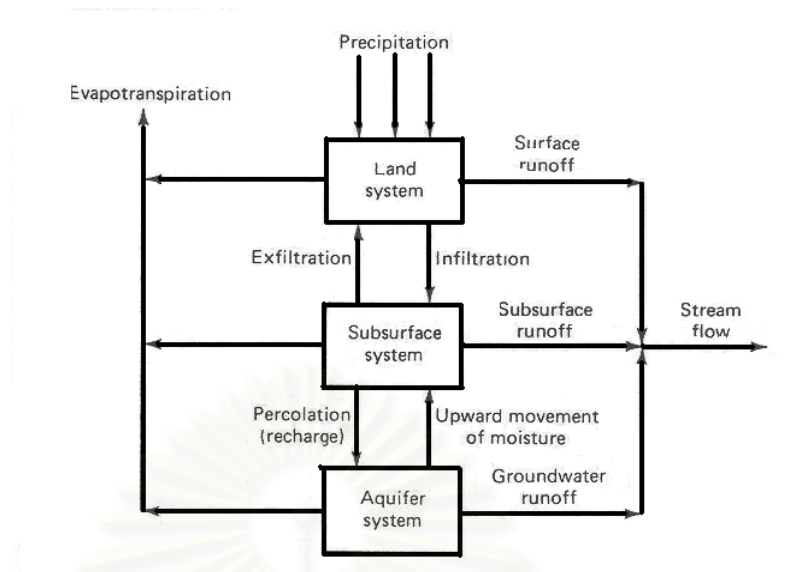 Precipitation
Evapotranspiration
Surface
runoff
Land
system
Exfiltration
Infiltration
Subsurface
system
Subsurface
runoff
Stream
flow
Percolation
(recharge)
Upward movement
of moisture
Groundwater
runoff
Aquifer
system